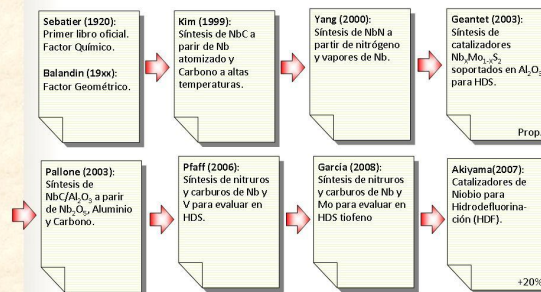 Sebatier (1920):
Primer libro oficial.
Factor Químico.
Balandin (19xx):
Factor Geométrico.
Kim (1999):
Síntesis de NbC a
parir de Nb
atomizado y
Carbono a altas
temperaturas.
Yang (2000):
Síntesis de NbN a
partir de nitrógeno
y vapores de Nb.
Geantet (2003):
Síntesis de
catalizadores
NbₓMo₁₋ₓS₂
soportados en Al₂O₃
para HDS.
Prop.
Pallone (2003):
Síntesis de
NbC/Al₂O₃ a parir
de Nb₂O₅, Aluminio
y Carbono.
Pfaff (2006):
Síntesis de nitruros
y carburos de Nb y
V para evaluar en
HDS.
García (2008):
Síntesis de nitruros
y carburos de Nb y
Mo para evaluar en
HDS tiofeno
Akiyama(2007):
Catalizadores de
Niobio para
Hidrodefluorina-
ción (HDF).
+20%